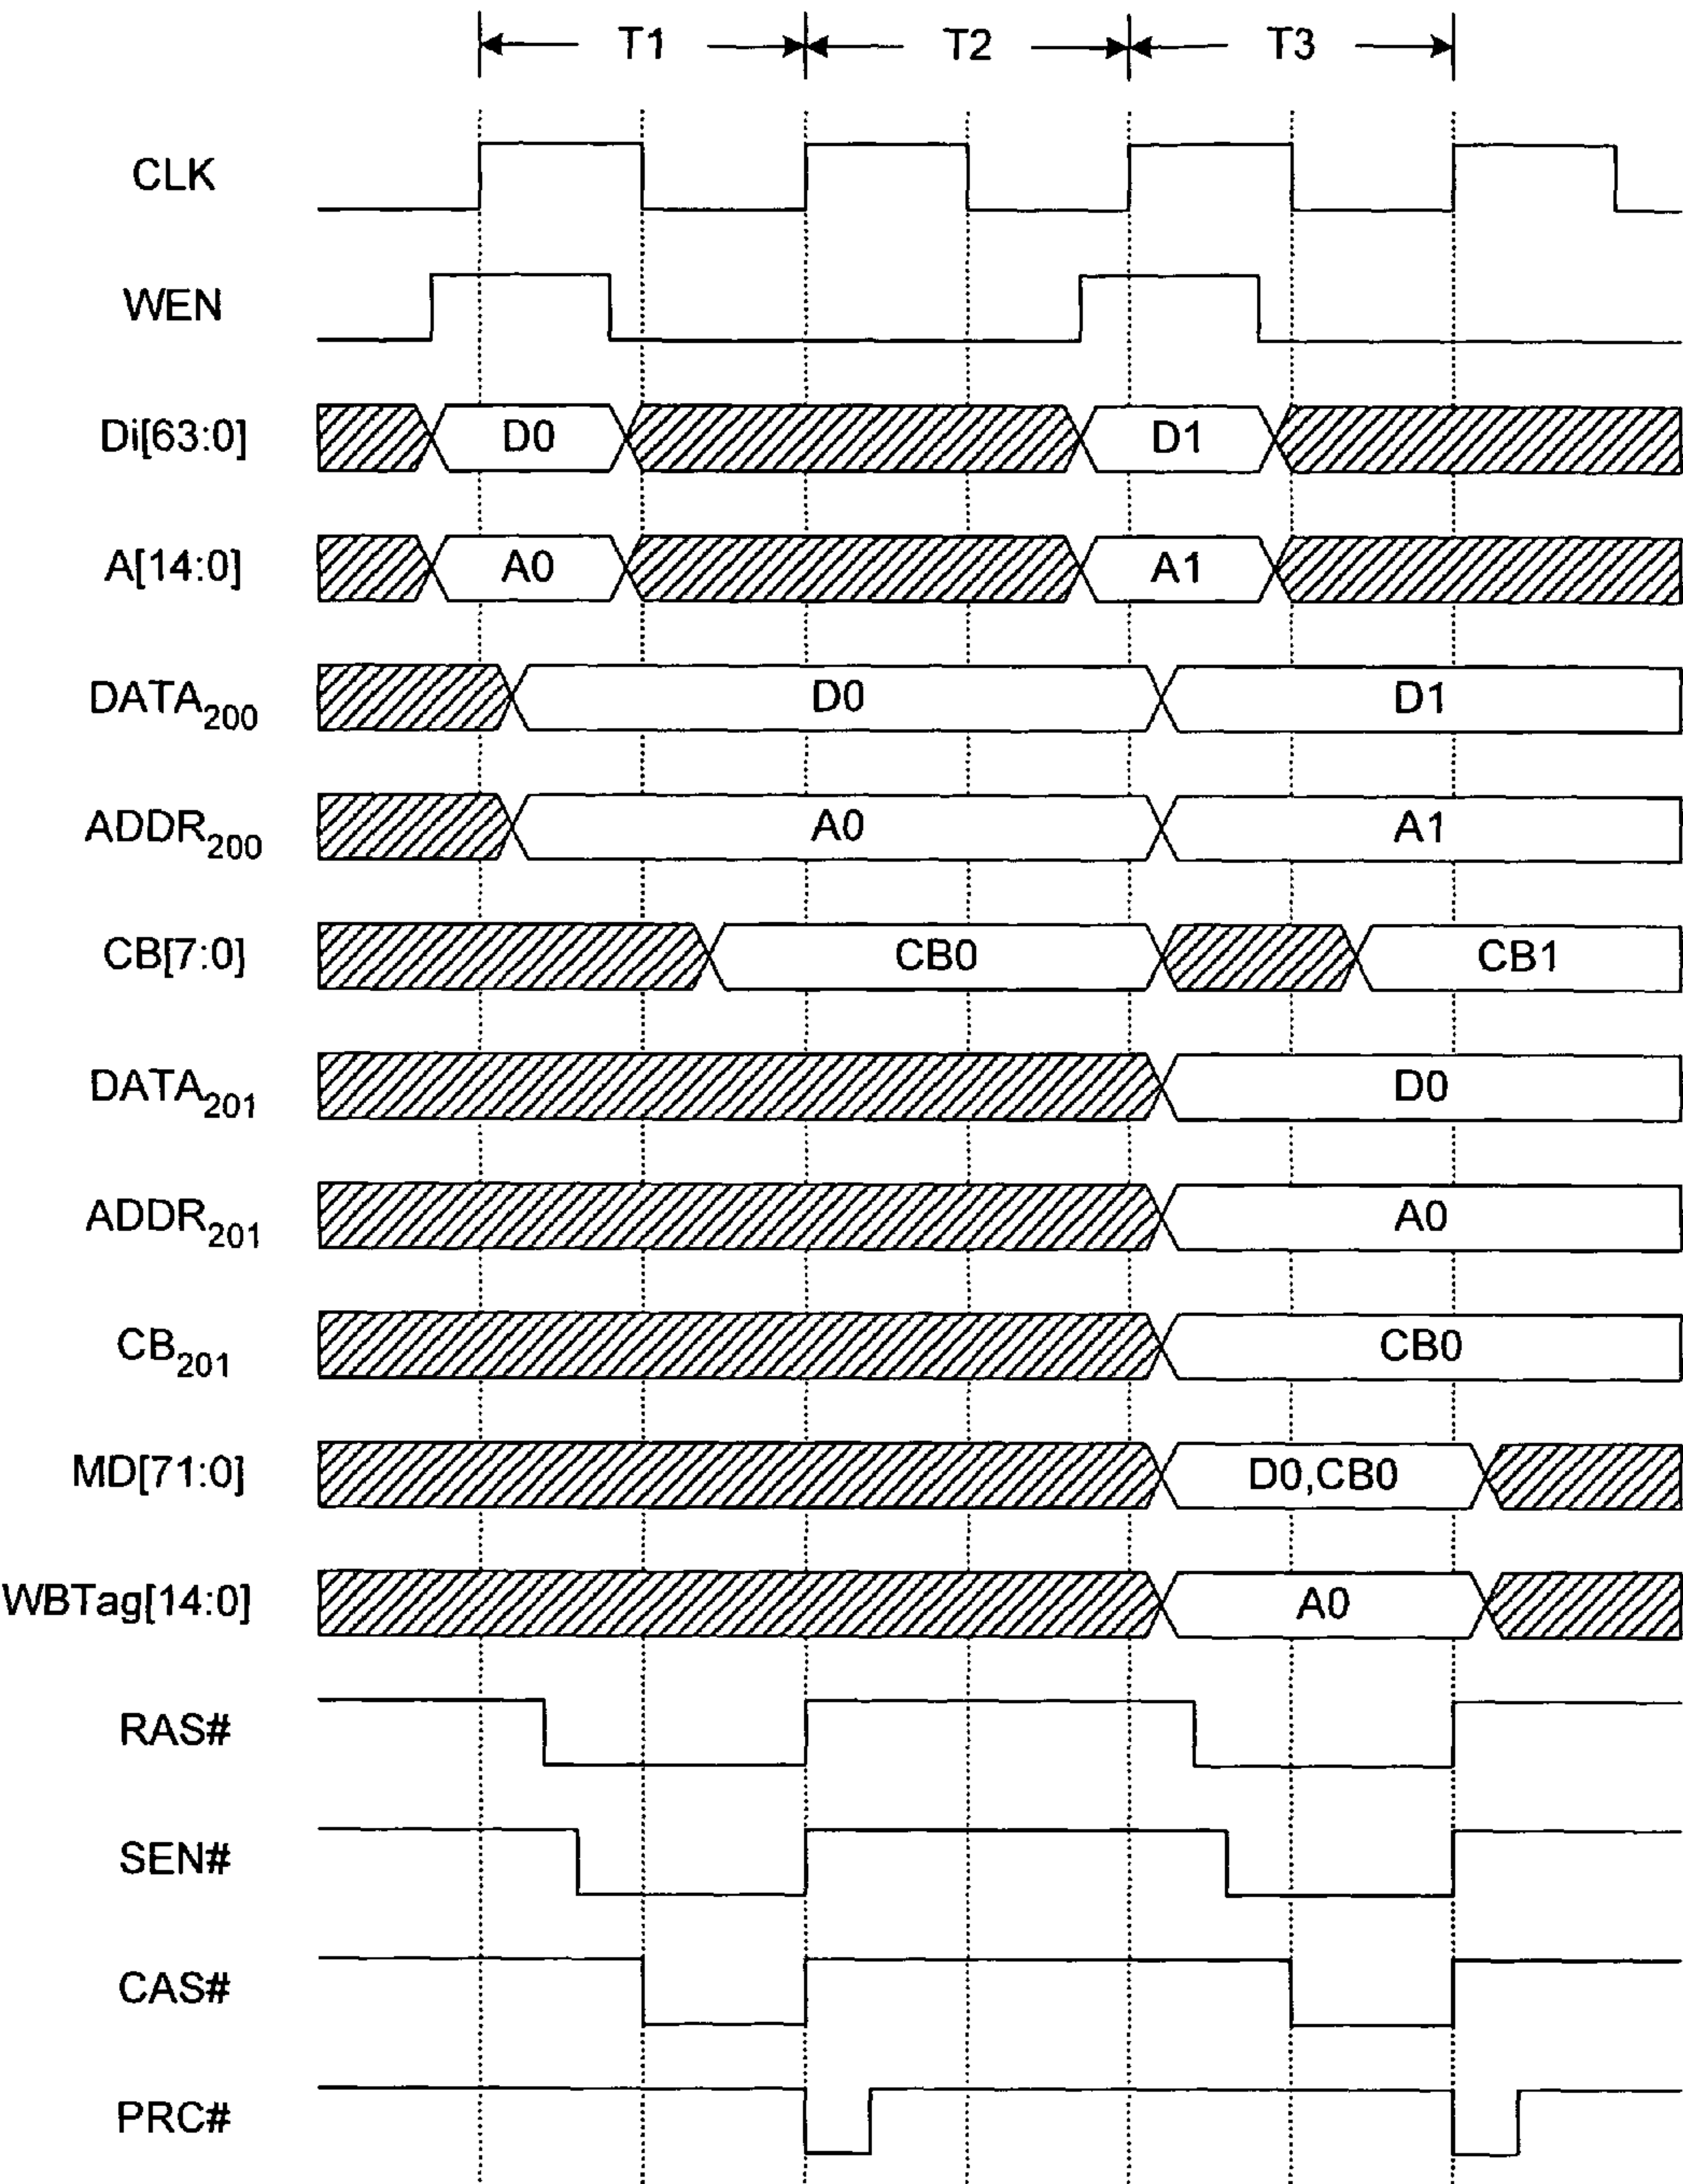 T1 T2 T3
CLK
WEN
Di[63:0] D0 D1
A[14:0] A0 A1
DATA200 D0 D1
ADDR200 A0 A1
CB[7:0] CB0 CB1
DATA201 D0
ADDR201 A0
CB201 CB0
MD[71:0] D0,CB0
WBTag[14:0] A0
RAS#
SEN#
CAS#
PRC#